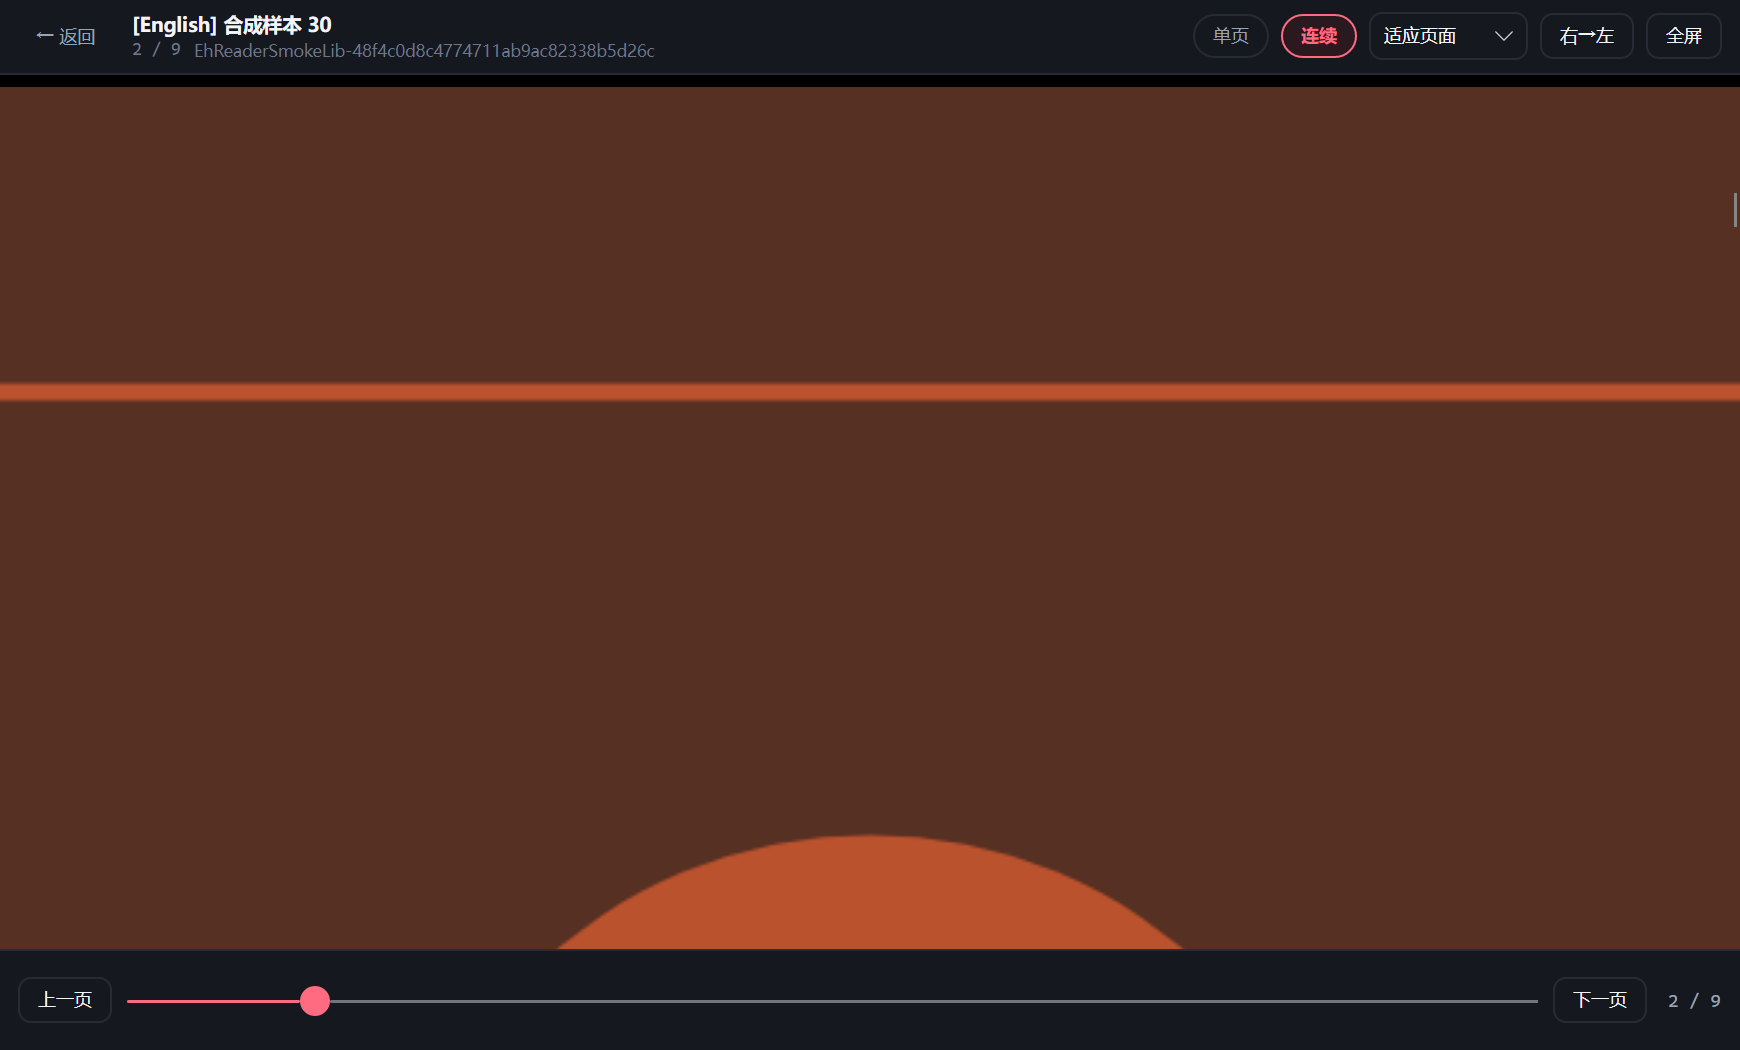 ← 返回
[English] 合成样本 30
2 / 9 EhReaderSmokeLib-48f4c0d8c4774711ab9ac82338b5d26c
单页
连续
适应页面
右→左
全屏
上一页
下一页
2 / 9